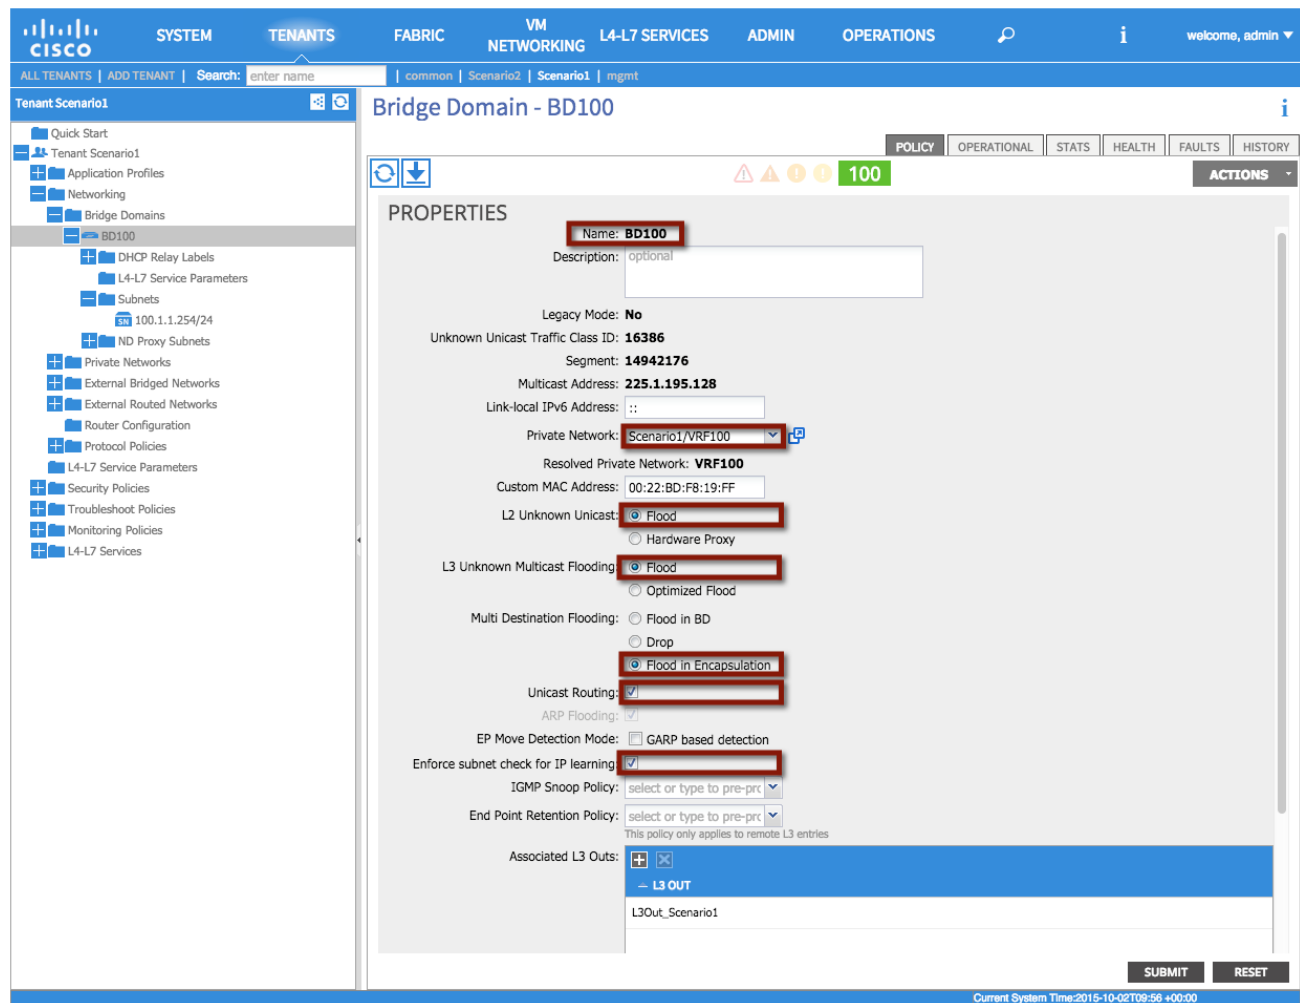 CISCO
SYSTEM
TENANTS
FABRIC
VM NETWORKING
L4-L7 SERVICES
ADMIN
OPERATIONS
i
welcome, admin
ALL TENANTS | ADD TENANT | Search: enter name | common | Scenario2 | Scenario1 | mgmt
Tenant Scenario1
Quick Start
Tenant Scenario1
Application Profiles
Networking
Bridge Domains
BD100
DHCP Relay Labels
L4-L7 Service Parameters
Subnets
SN 100.1.1.254/24
ND Proxy Subnets
Private Networks
External Bridged Networks
External Routed Networks
Router Configuration
Protocol Policies
L4-L7 Service Parameters
Security Policies
Troubleshoot Policies
Monitoring Policies
L4-L7 Services
Bridge Domain - BD100
i
POLICY OPERATIONAL STATS HEALTH FAULTS HISTORY
100
ACTIONS
PROPERTIES
Name: BD100
Description: optional
Legacy Mode: No
Unknown Unicast Traffic Class ID: 16386
Segment: 14942176
Multicast Address: 225.1.195.128
Link-local IPv6 Address: ::
Private Network: Scenario1/VRF100
Resolved Private Network: VRF100
Custom MAC Address: 00:22:BD:F8:19:FF
L2 Unknown Unicast: Flood
Hardware Proxy
L3 Unknown Multicast Flooding: Flood
Optimized Flood
Multi Destination Flooding: Flood in BD
Drop
Flood in Encapsulation
Unicast Routing:
ARP Flooding:
EP Move Detection Mode: GARP based detection
Enforce subnet check for IP learning:
IGMP Snoop Policy: select or type to pre-prc
End Point Retention Policy: select or type to pre-prc
This policy only applies to remote L3 entries
Associated L3 Outs:
L3 OUT
L3Out_Scenario1
SUBMIT RESET
Current System Time:2015-10-02T09:56 +00:00